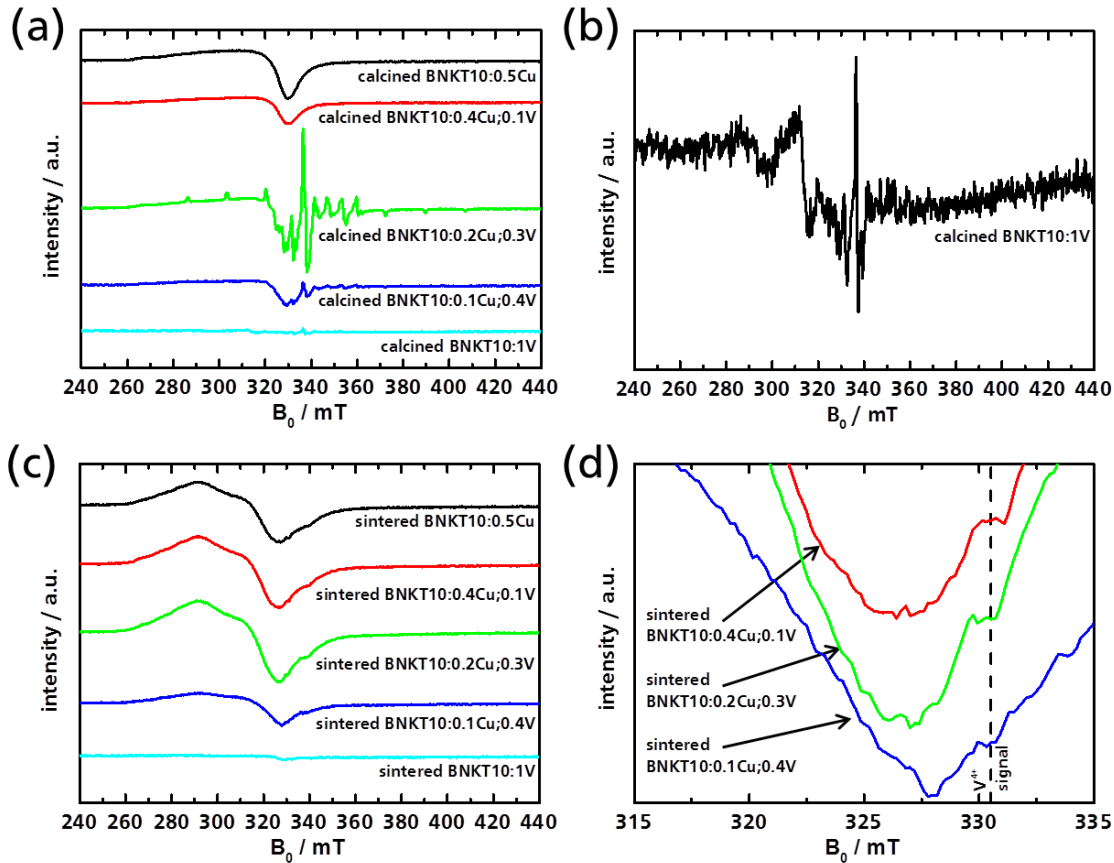 (a)
intensity / a.u.
calcined BNKT10:0.5Cu
calcined BNKT10:0.4Cu;0.1V
calcined BNKT10:0.2Cu;0.3V
calcined BNKT10:0.1Cu;0.4V
calcined BNKT10:1V
240 260 280 300 320 340 360 380 400 420 440
B₀ / mT
(b)
intensity / a.u.
calcined BNKT10:1V
240 260 280 300 320 340 360 380 400 420 440
B₀ / mT
(c)
intensity / a.u.
sintered BNKT10:0.5Cu
sintered BNKT10:0.4Cu;0.1V
sintered BNKT10:0.2Cu;0.3V
sintered BNKT10:0.1Cu;0.4V
sintered BNKT10:1V
240 260 280 300 320 340 360 380 400 420 440
B₀ / mT
(d)
intensity / a.u.
sintered
BNKT10:0.4Cu;0.1V
sintered
BNKT10:0.2Cu;0.3V
sintered
BNKT10:0.1Cu;0.4V
V⁴⁺
signal
315 320 325 330 335
B₀ / mT